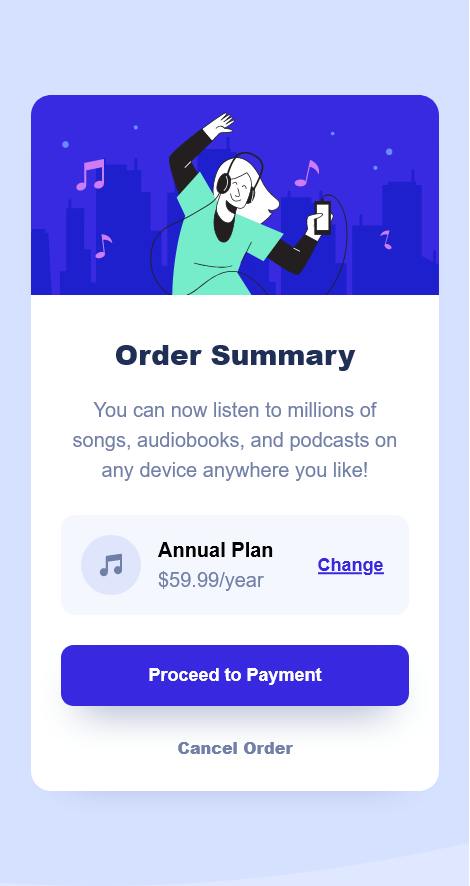 Order Summary
You can now listen to millions of
songs, audiobooks, and podcasts on
any device anywhere you like!
Annual Plan
$59.99/year
Change
Proceed to Payment
Cancel Order